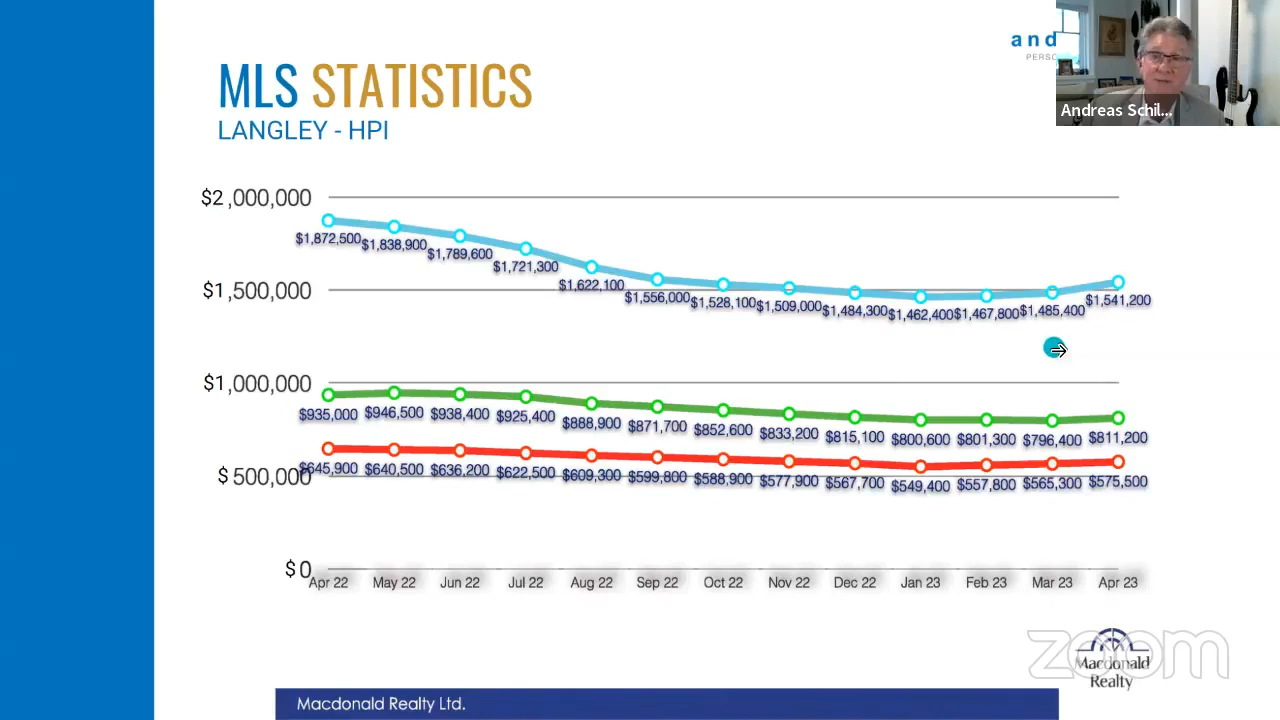 and
PERSO
Andreas Schil...
MLS STATISTICS
LANGLEY - HPI
$2,000,000
$1,872,500 $1,838,900 $1,789,600 $1,721,300 $1,622,100 $1,556,000 $1,528,100 $1,509,000 $1,484,300 $1,462,400 $1,467,800 $1,485,400 $1,541,200
$1,500,000
$1,000,000
$935,000 $946,500 $938,400 $925,400 $888,900 $871,700 $852,600 $833,200 $815,100 $800,600 $801,300 $796,400 $811,200
$645,900 $640,500 $636,200 $622,500 $609,300 $599,800 $588,900 $577,900 $567,700 $549,400 $557,800 $565,300 $575,500
$500,000
$0
Apr 22 May 22 Jun 22 Jul 22 Aug 22 Sep 22 Oct 22 Nov 22 Dec 22 Jan 23 Feb 23 Mar 23 Apr 23
zoom
Macdonald
Realty
Macdonald Realty Ltd.